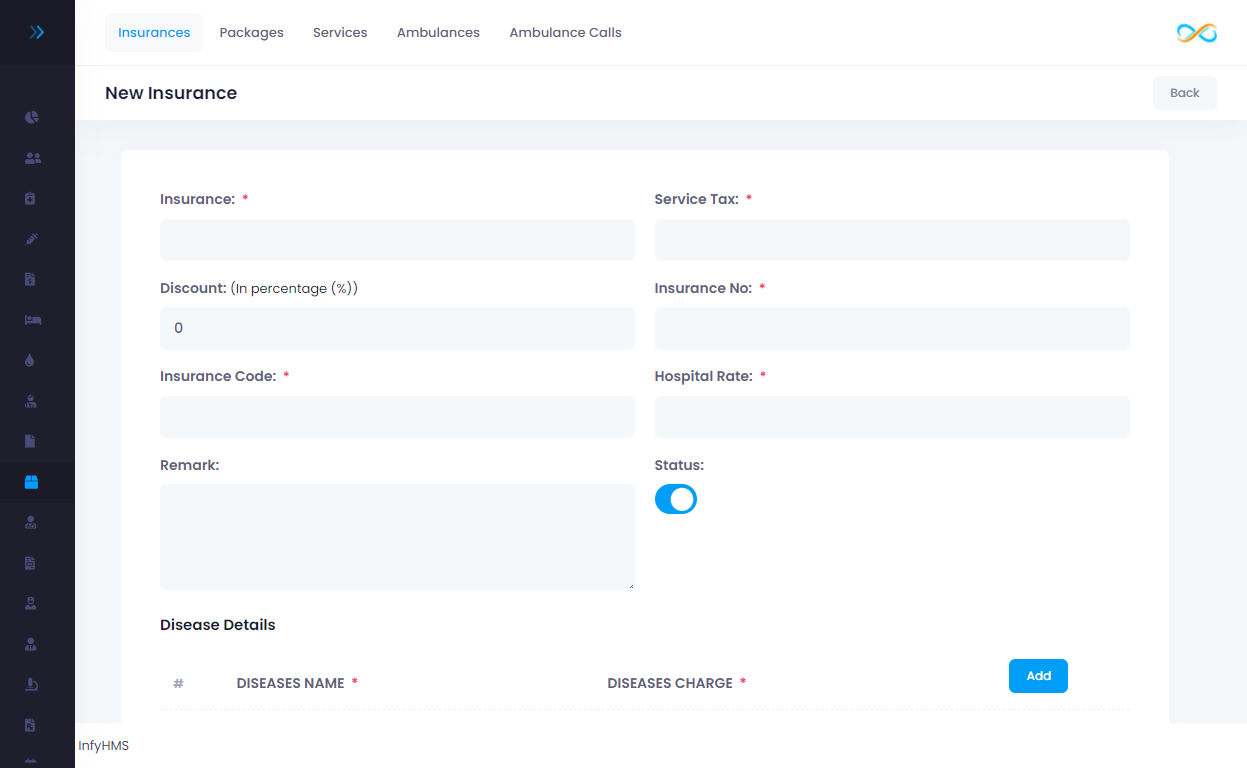 Insurances Packages Services Ambulances Ambulance Calls
New Insurance Back
Insurance: * Service Tax: *
Discount: (In percentage (%)) Insurance No: *
0
Insurance Code: * Hospital Rate: *
Remark: Status:
Disease Details
# DISEASES NAME * DISEASES CHARGE * Add
InfyHMS